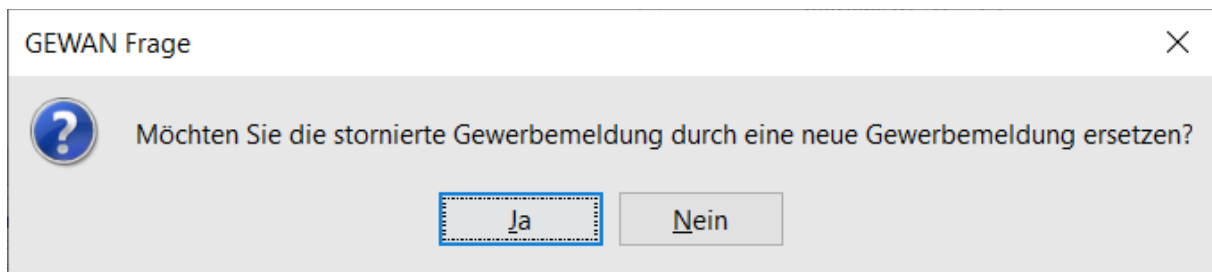 GEWAN Frage
Möchten Sie die stornierte Gewerbemeldung durch eine neue Gewerbemeldung ersetzen?
Ja Nein